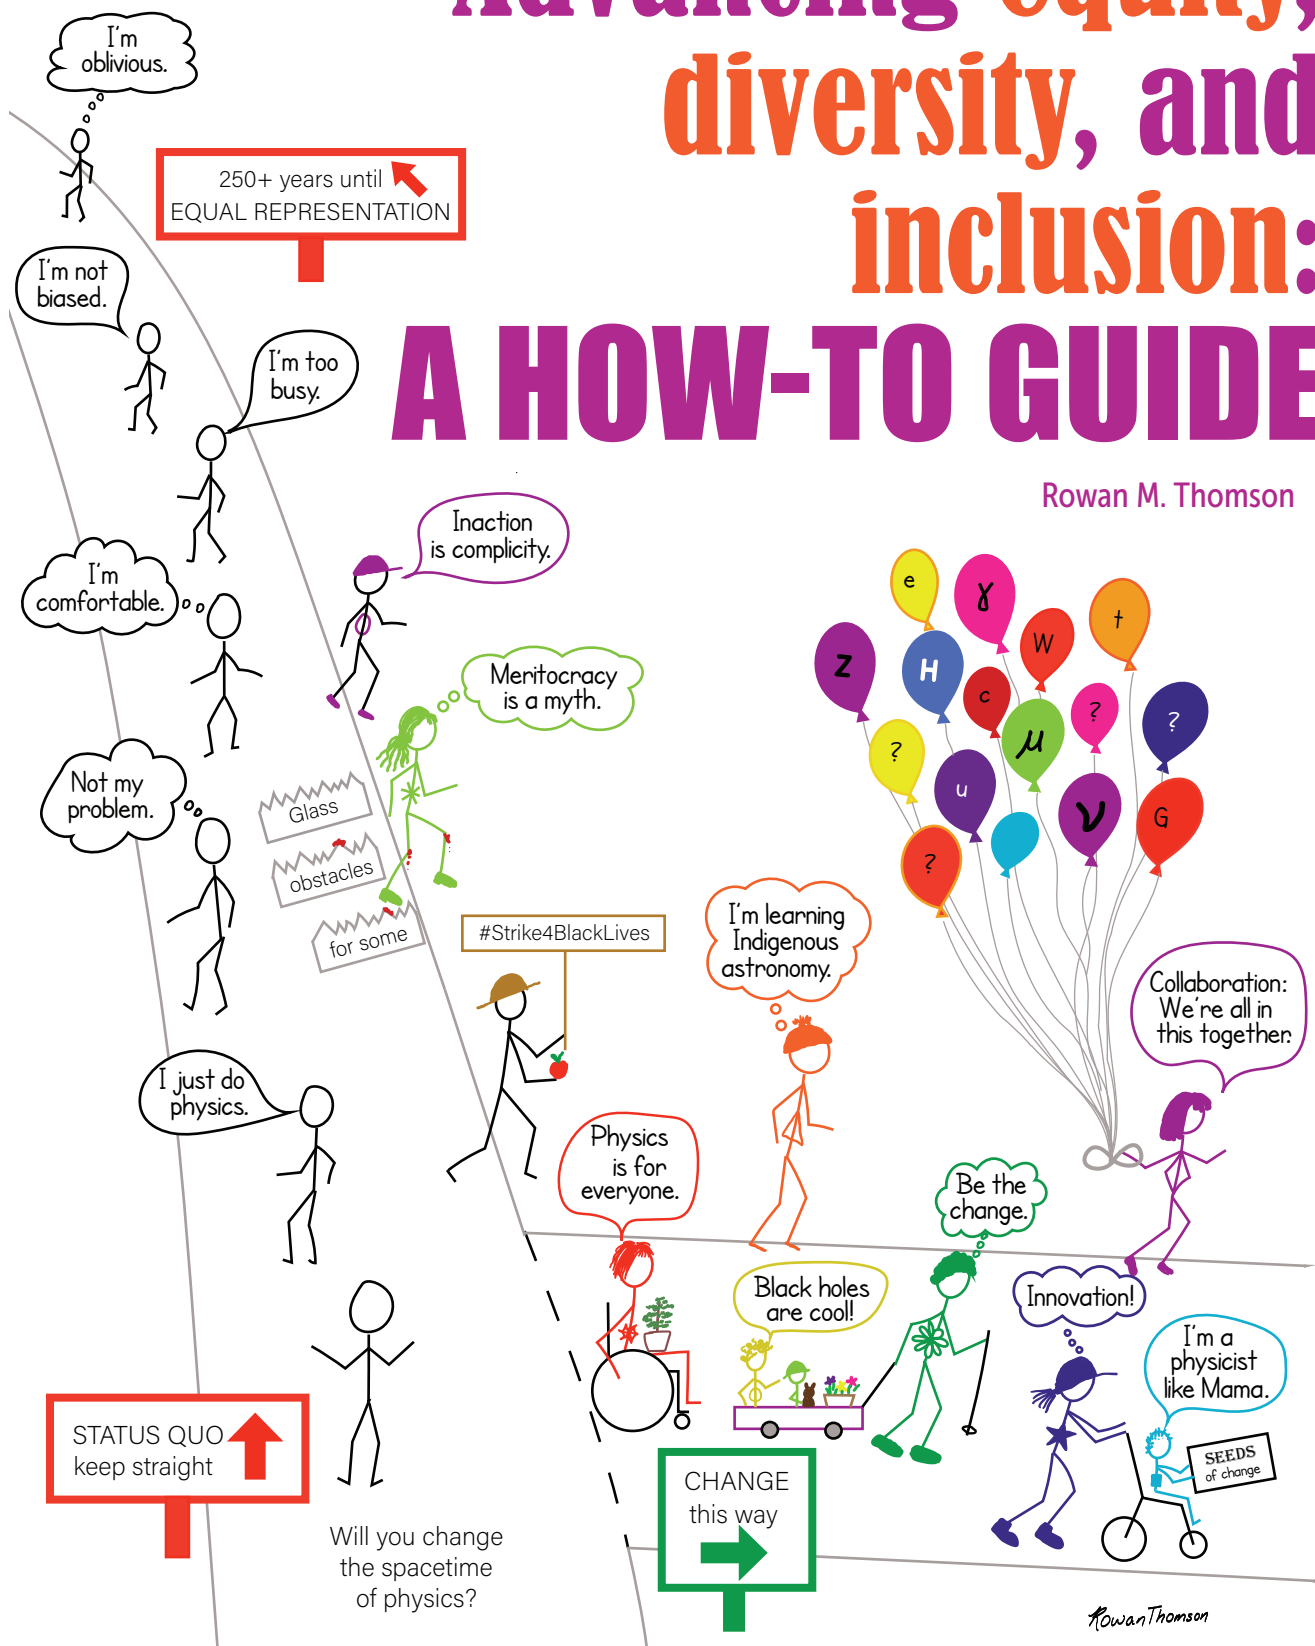 Advancing equity,
diversity, and
inclusion:
A HOW-TO GUIDE
Rowan M. Thomson
I'm
oblivious.
250+ years until
EQUAL REPRESENTATION
I'm not
biased.
I'm too
busy.
Inaction
is complicity.
I'm
comfortable.
Meritocracy
is a myth.
Not my
problem.
Glass
obstacles
for some
#Strike4BlackLives
I'm learning
Indigenous
astronomy.
e
γ
W
t
Z
H
c
?
?
?
μ
u
ν
G
?
Collaboration:
We're all in
this together.
I just do
physics.
Physics
is for
everyone.
Be the
change.
Black holes
are cool!
Innovation!
I'm a
physicist
like Mama.
SEEDS
of change
STATUS QUO
keep straight
CHANGE
this way
Will you change
the spacetime
of physics?
Rowan Thomson